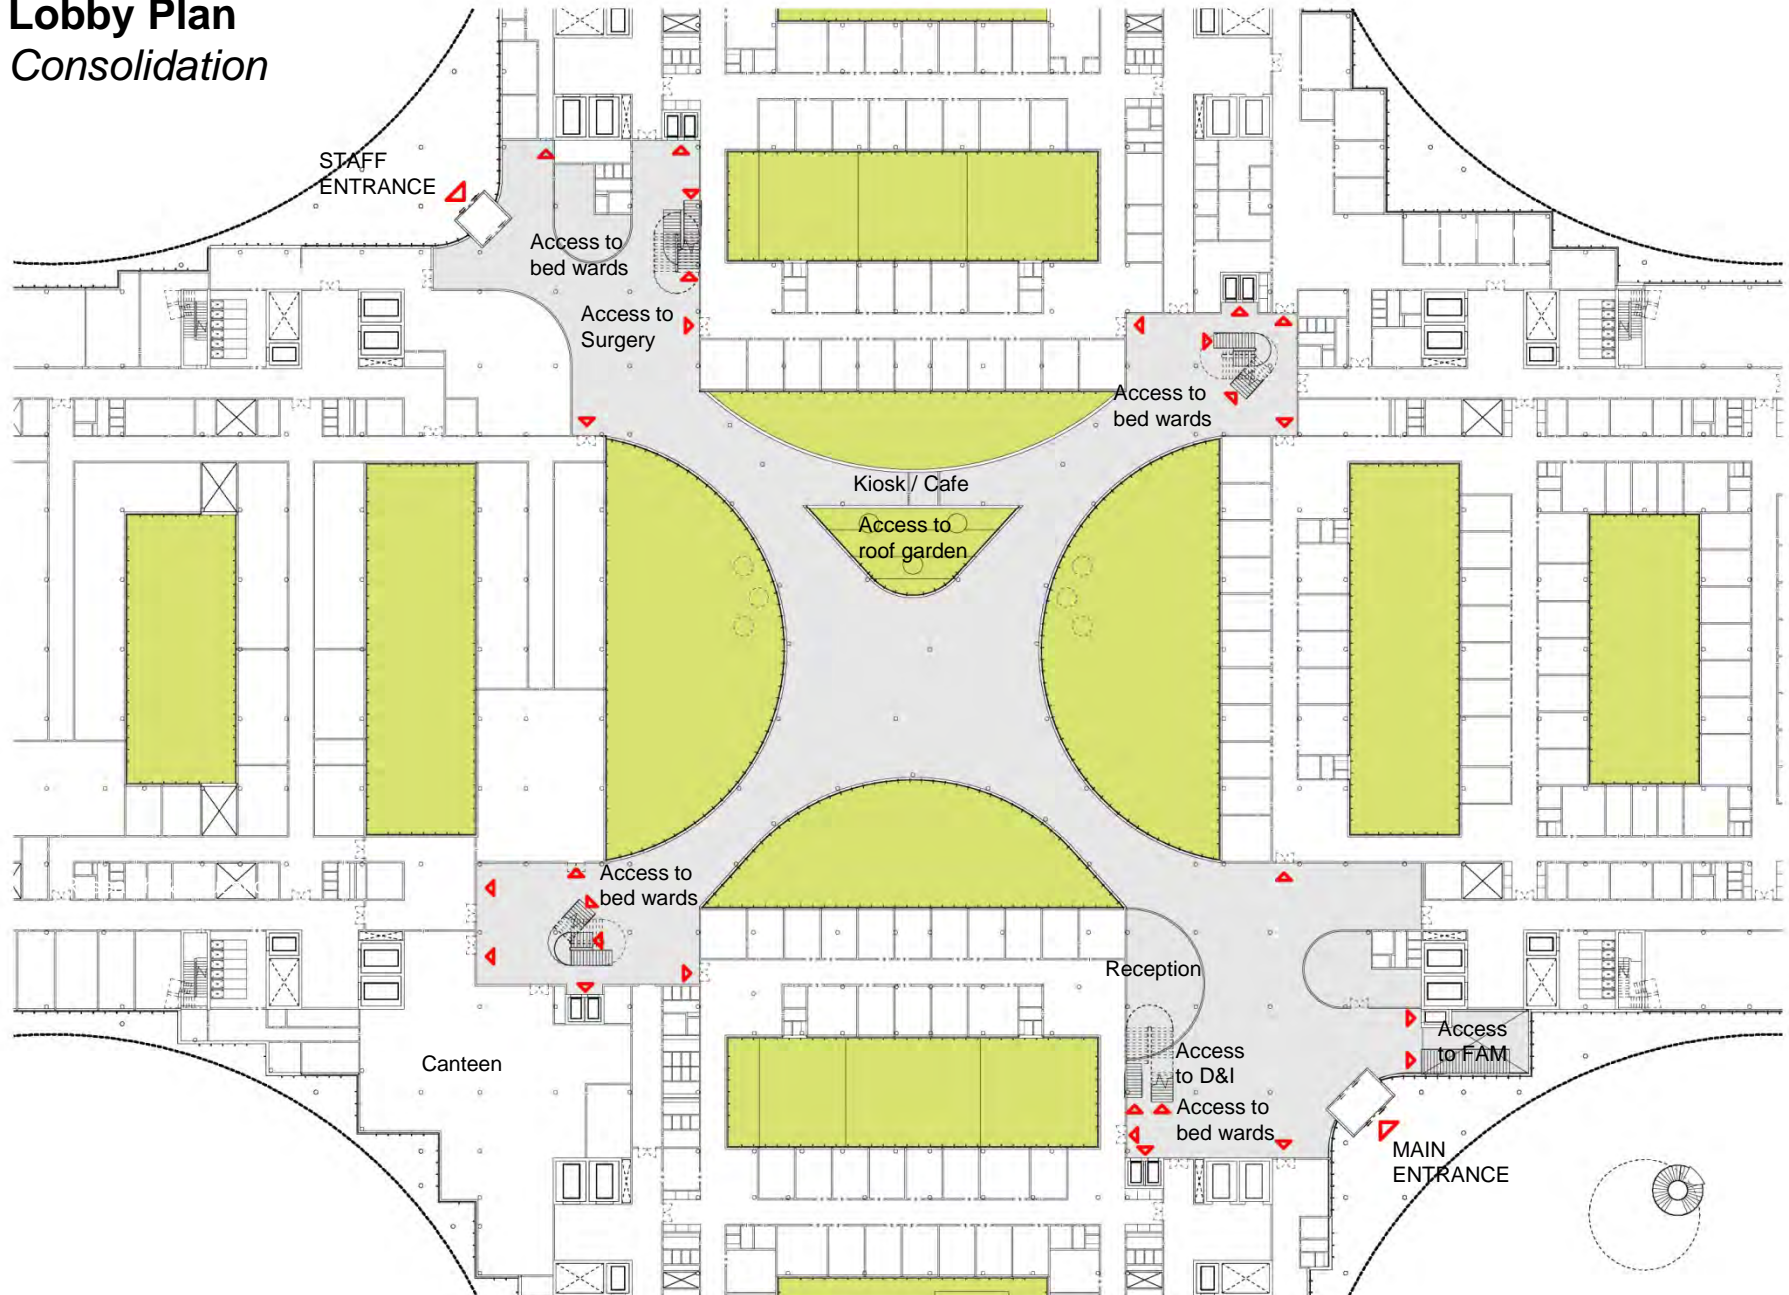 Lobby Plan
Consolidation
STAFF
ENTRANCE
Access to
bed wards
Access to
Surgery
Access to
bed wards
Kiosk / Cafe
Access to
roof garden
Access to
bed wards
Reception
Canteen
Access
to D&I
Access
to FAM
Access to
bed wards
MAIN
ENTRANCE